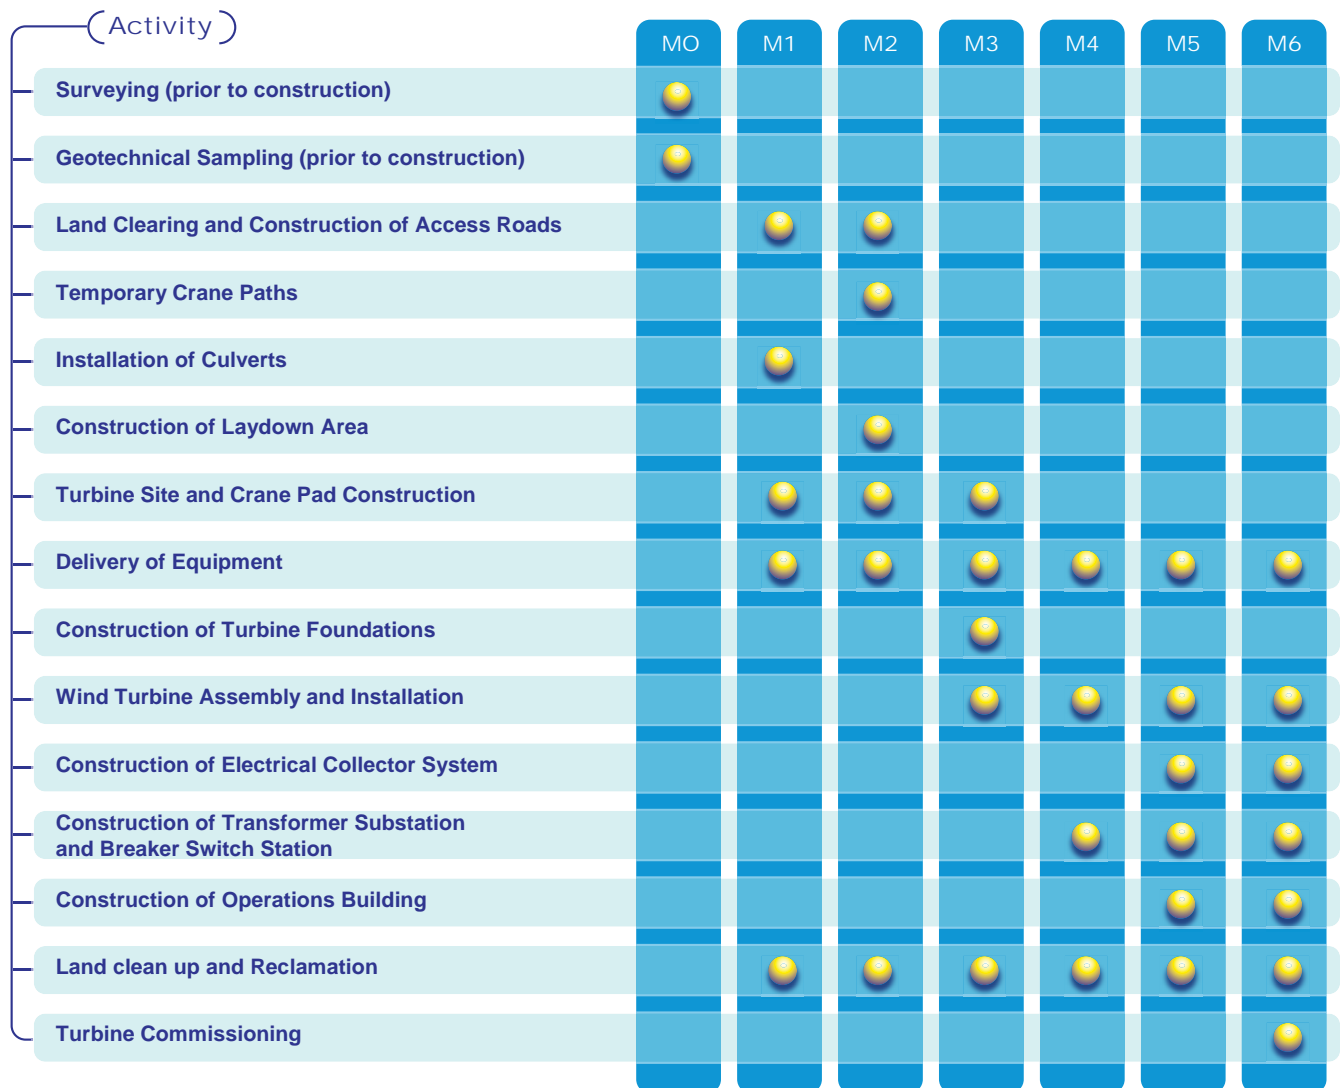 Activity
MO M1 M2 M3 M4 M5 M6
Surveying (prior to construction)
Geotechnical Sampling (prior to construction)
Land Clearing and Construction of Access Roads
Temporary Crane Paths
Installation of Culverts
Construction of Laydown Area
Turbine Site and Crane Pad Construction
Delivery of Equipment
Construction of Turbine Foundations
Wind Turbine Assembly and Installation
Construction of Electrical Collector System
Construction of Transformer Substation
and Breaker Switch Station
Construction of Operations Building
Land clean up and Reclamation
Turbine Commissioning